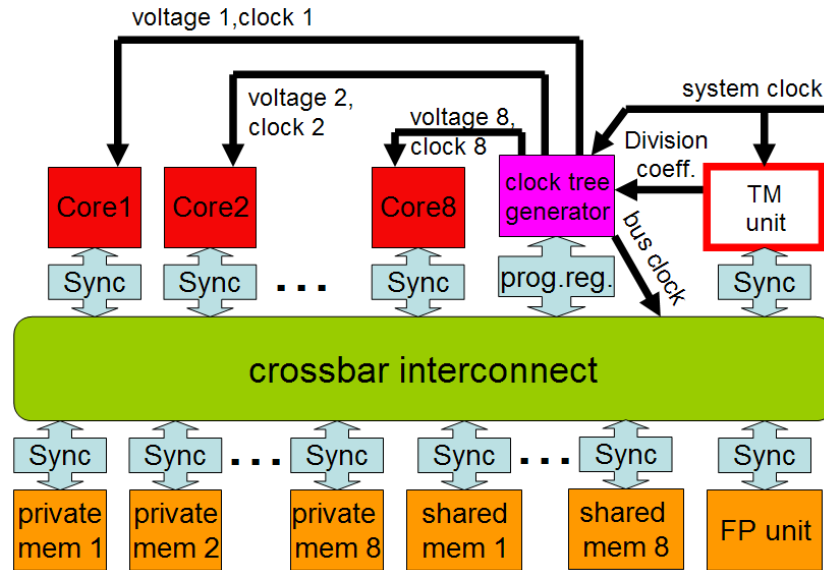 voltage 1,clock 1
voltage 2,
clock 2
voltage 8,
clock 8
system clock
Division
coeff.
Core1
Core2
Core8
clock tree
generator
TM
unit
bus clock
Sync
Sync
...
Sync
prog.reg.
Sync
crossbar interconnect
Sync
Sync
...
Sync
Sync
...
Sync
Sync
private
mem 1
private
mem 2
private
mem 8
shared
mem 1
shared
mem 8
FP unit